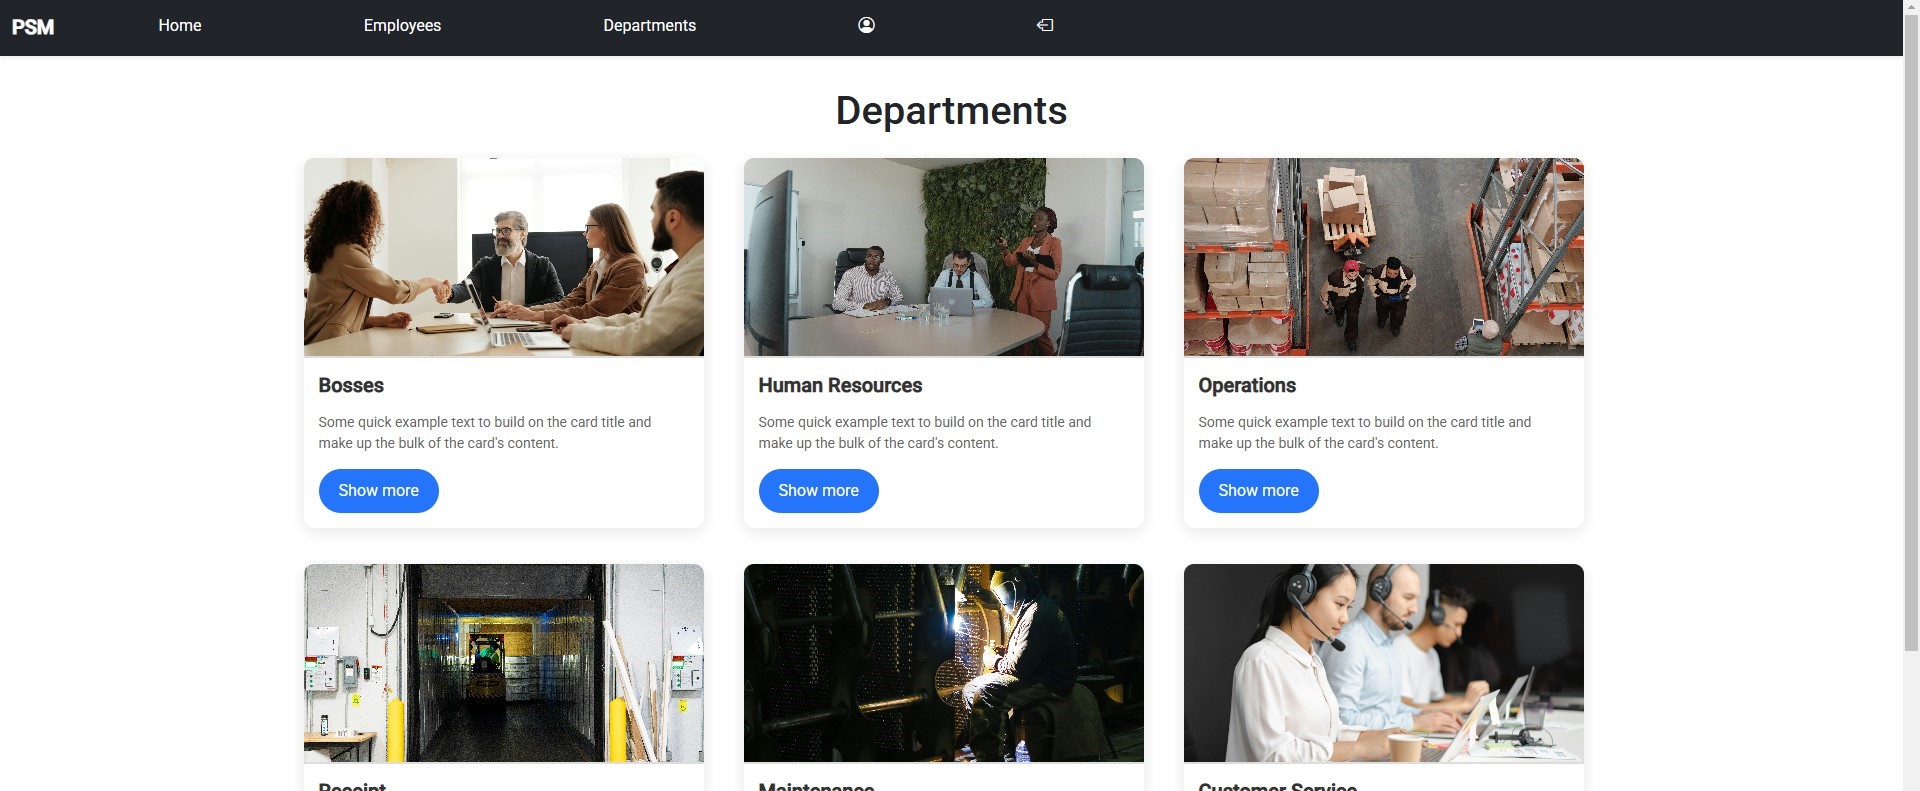 PSM Home Employees Departments
Departments
Bosses
Some quick example text to build on the card title and
make up the bulk of the card's content.
Show more
Human Resources
Some quick example text to build on the card title and
make up the bulk of the card's content.
Show more
Operations
Some quick example text to build on the card title and
make up the bulk of the card's content.
Show more
Receipt
Maintenance
Customer Service